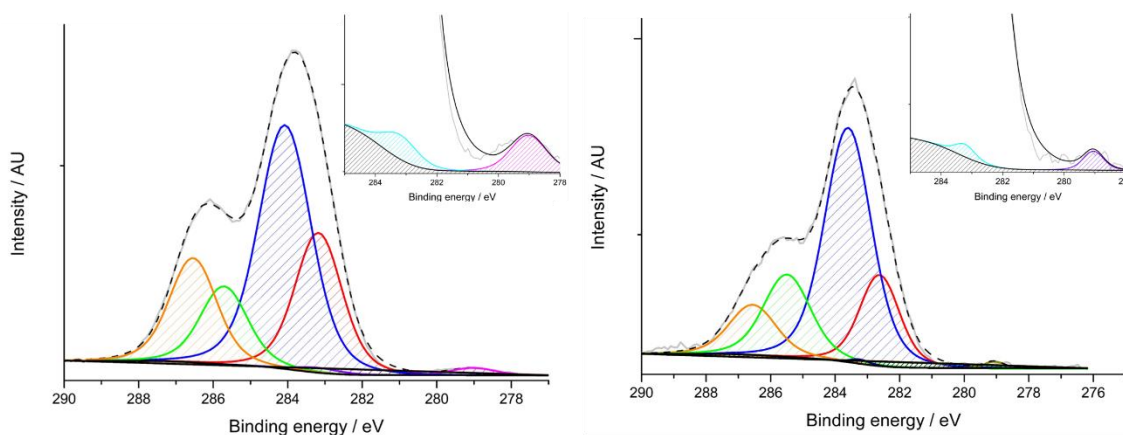 Intensity / AU
284 282 280 278
Binding energy / eV
290 288 286 284 282 280 278
Binding energy / eV
Intensity / AU
284 282 280
Binding energy / eV
290 288 286 284 282 280 278 276
Binding energy / eV